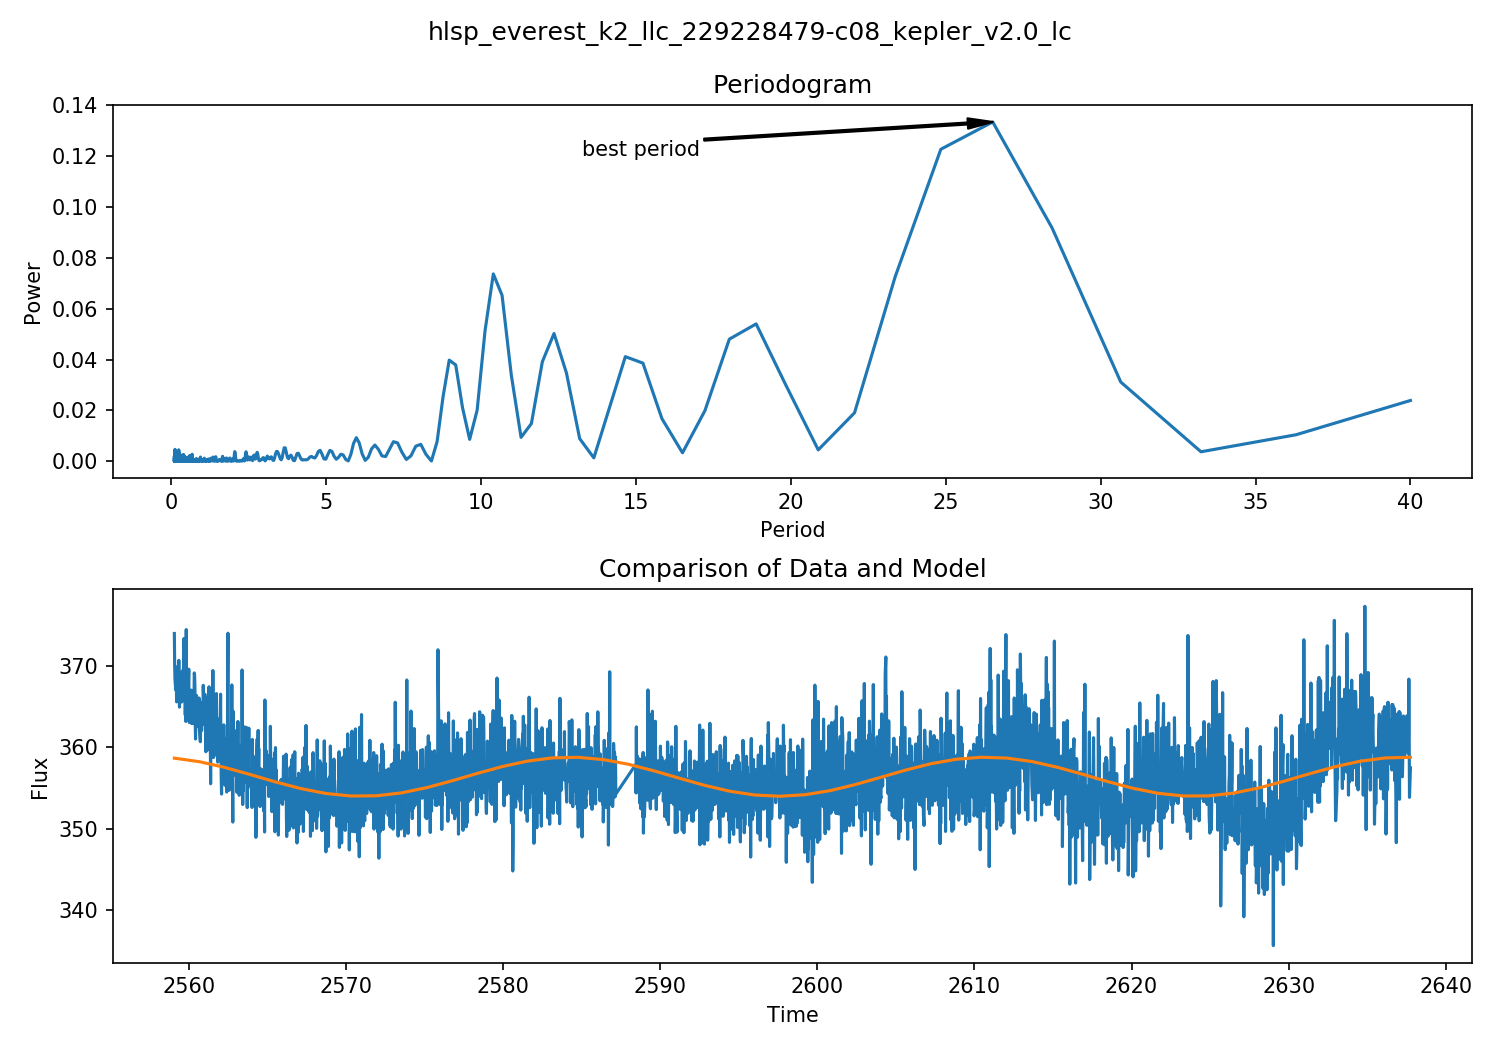 hlsp_everest_k2_llc_229228479-c08_kepler_v2.0_lc
Periodogram
0.14
0.12
0.10
0.08
0.06
0.04
0.02
0.00
Power
best period
0 5 10 15 20 25 30 35 40
Period
Comparison of Data and Model
370
360
350
340
Flux
2560 2570 2580 2590 2600 2610 2620 2630 2640
Time